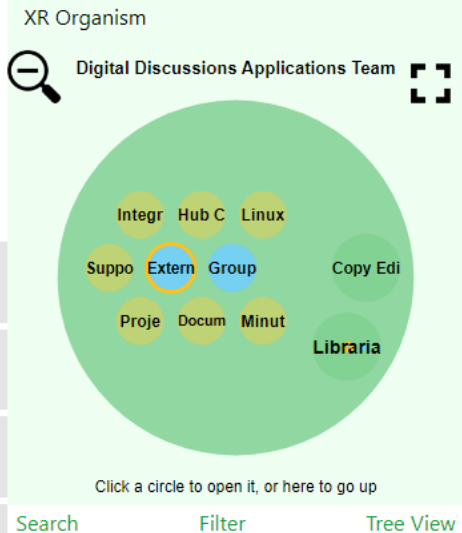 XR Organism
Digital Discussions Applications Team
Integr Hub C Linux
Suppo Extern Group Copy Edi
Proje Docum Minut
Libraria
Click a circle to open it, or here to go up
Search Filter Tree View